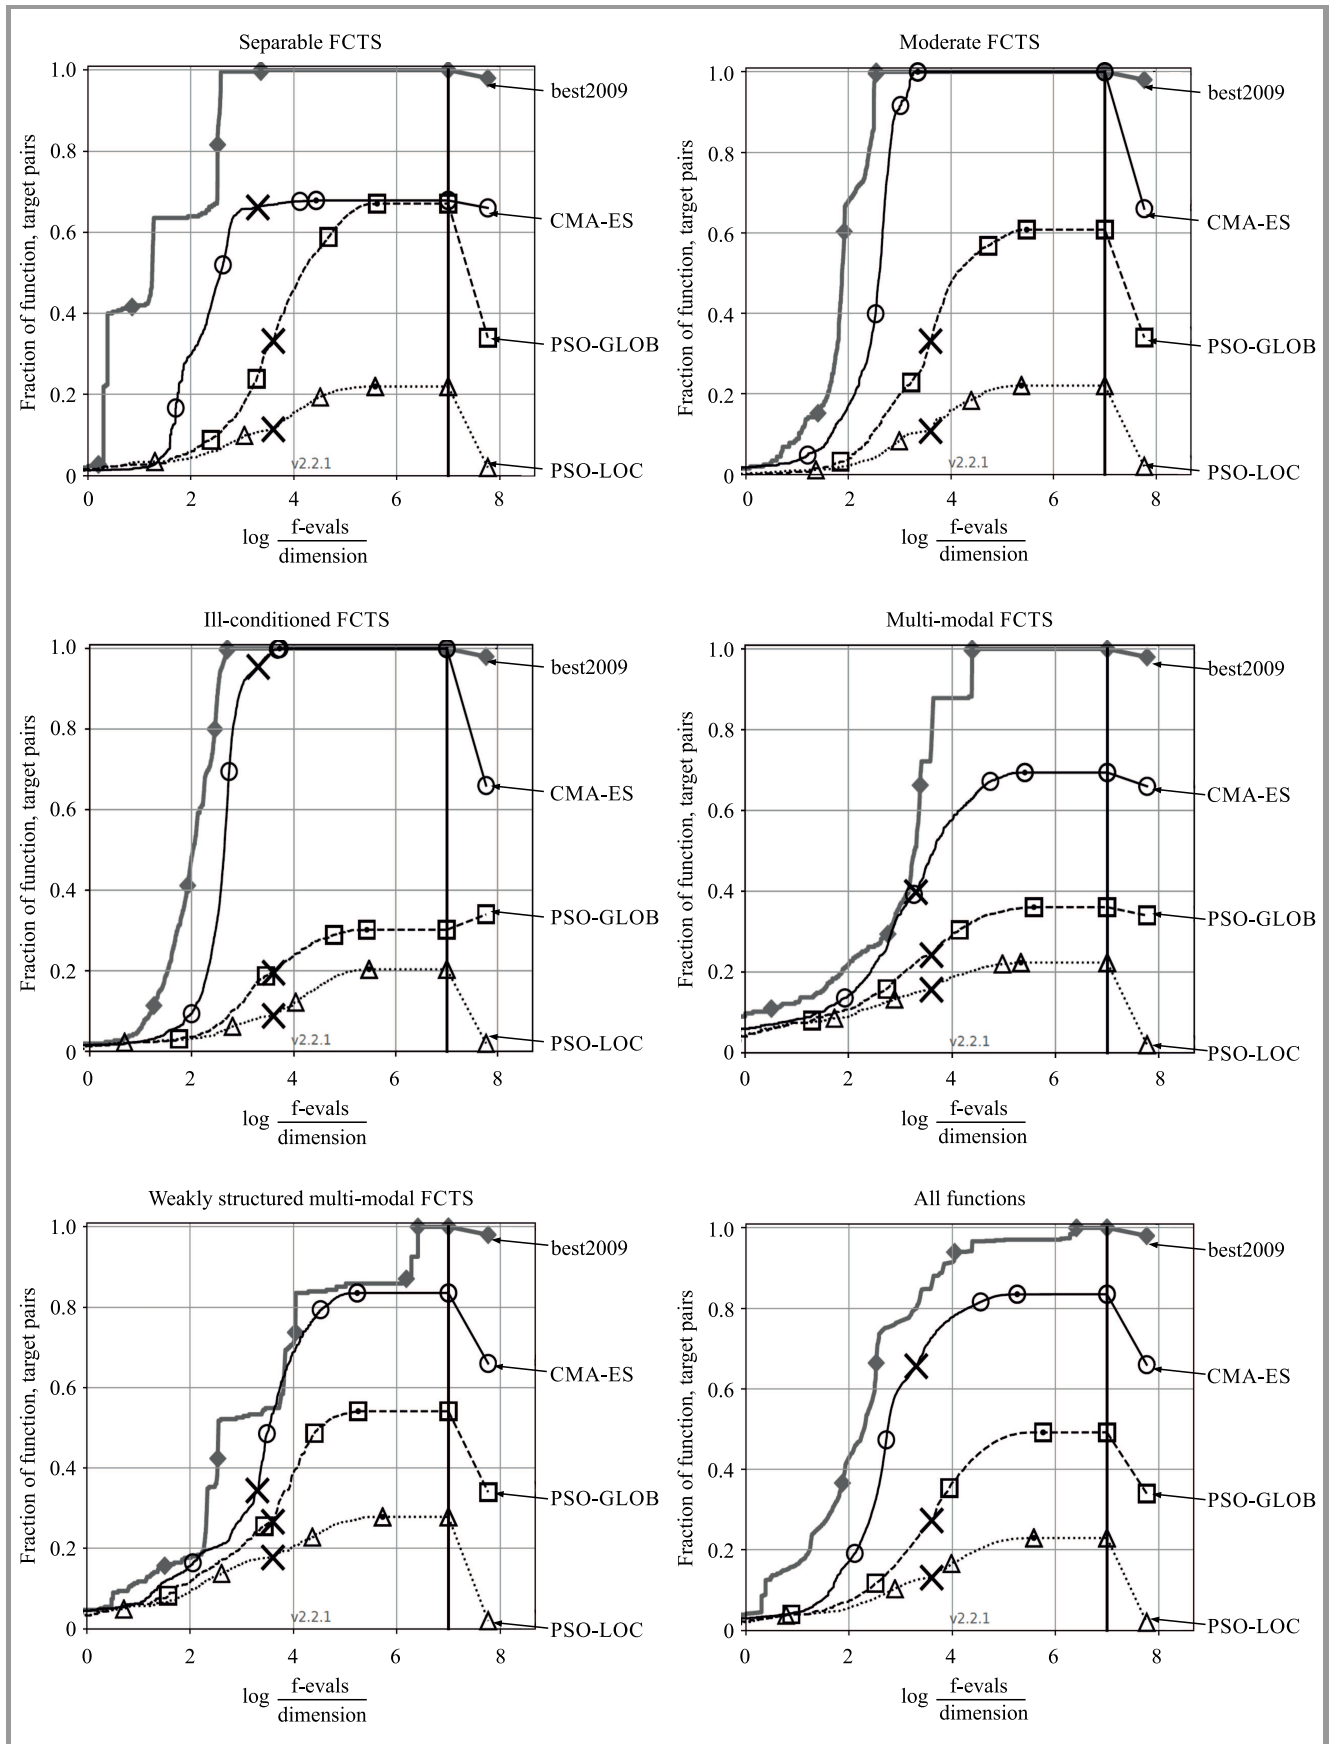 Separable FCTS
Fraction of function, target pairs
1.0
0.8
0.6
0.4
0.2
0
0 2 4 6 8
v2.2.1
log f-evals
dimension
best2009
CMA-ES
PSO-GLOB
PSO-LOC
Moderate FCTS
Fraction of function, target pairs
1.0
0.8
0.6
0.4
0.2
0
0 2 4 6 8
v2.2.1
log f-evals
dimension
best2009
CMA-ES
PSO-GLOB
PSO-LOC
Ill-conditioned FCTS
Fraction of function, target pairs
1.0
0.8
0.6
0.4
0.2
0
0 2 4 6 8
v2.2.1
log f-evals
dimension
best2009
CMA-ES
PSO-GLOB
PSO-LOC
Multi-modal FCTS
Fraction of function, target pairs
1.0
0.8
0.6
0.4
0.2
0
0 2 4 6 8
v2.2.1
log f-evals
dimension
best2009
CMA-ES
PSO-GLOB
PSO-LOC
Weakly structured multi-modal FCTS
Fraction of function, target pairs
1.0
0.8
0.6
0.4
0.2
0
0 2 4 6 8
v2.2.1
log f-evals
dimension
best2009
CMA-ES
PSO-GLOB
PSO-LOC
All functions
Fraction of function, target pairs
1.0
0.8
0.6
0.4
0.2
0
0 2 4 6 8
v2.2.1
log f-evals
dimension
best2009
CMA-ES
PSO-GLOB
PSO-LOC